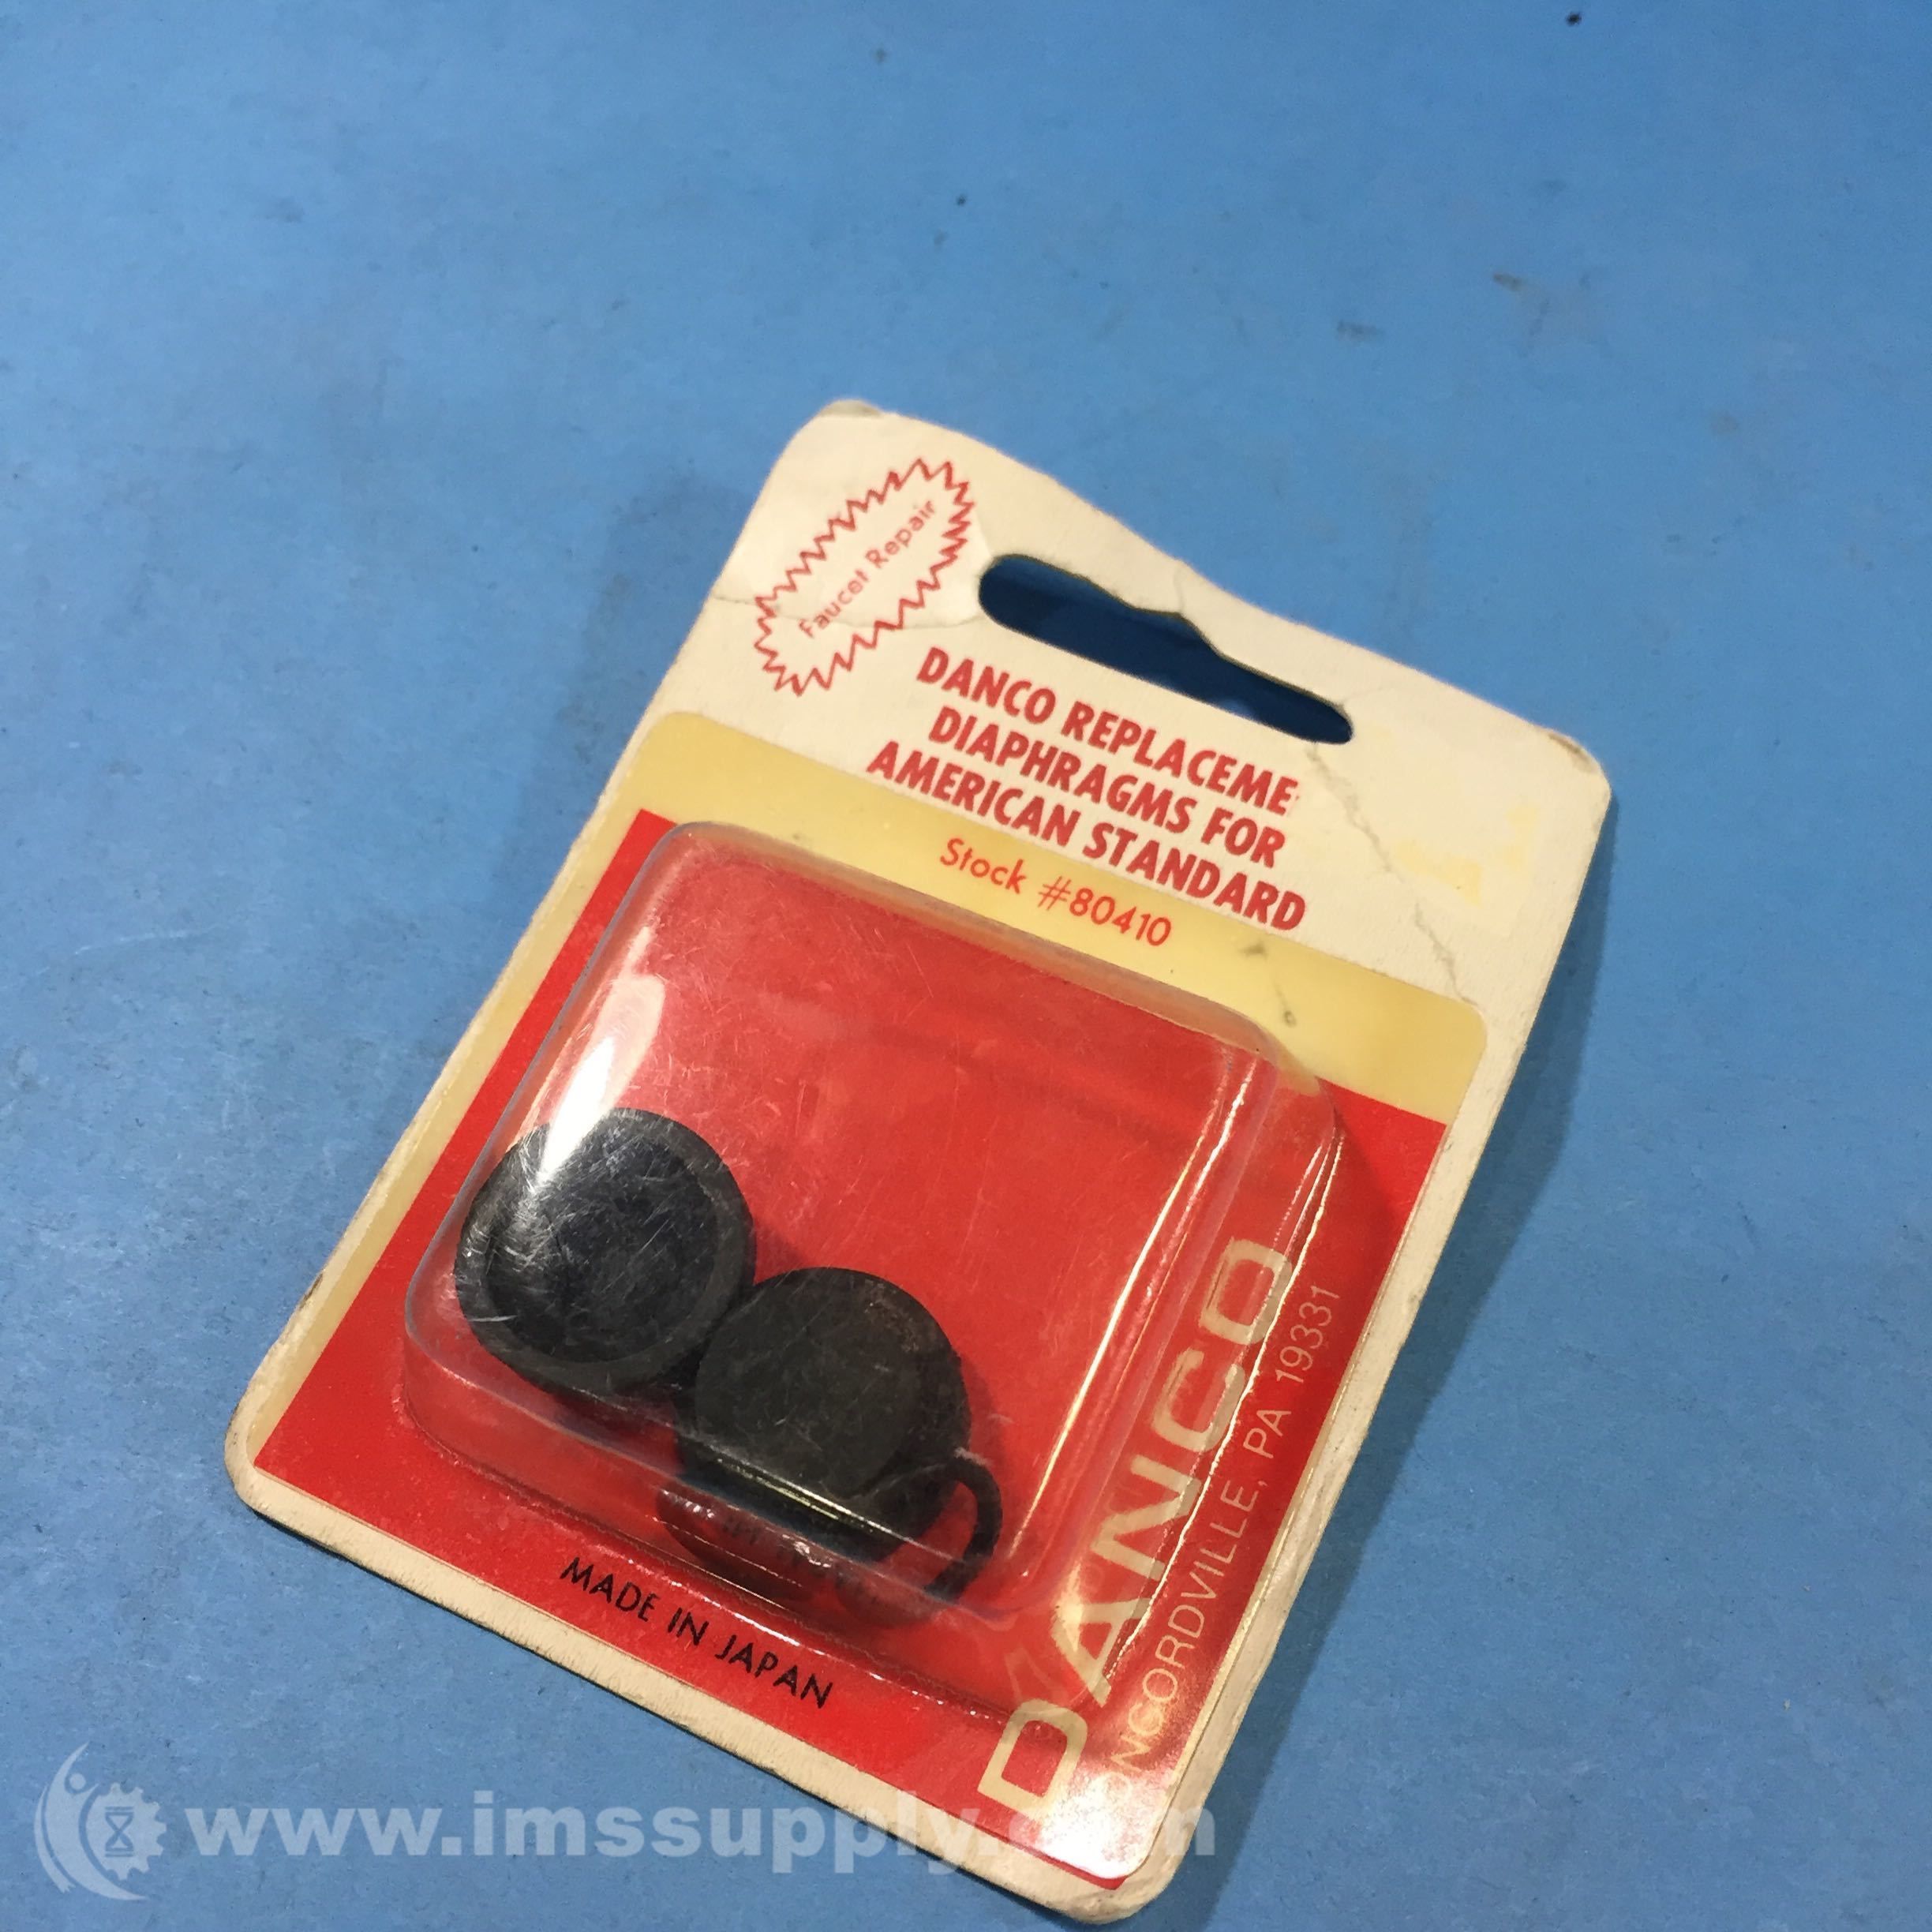 Faucet Repair
DANCO REPLACEME
DIAPHRAGMS FOR
AMERICAN STANDARD
Stock #80410
DANCO
ONCORDVILLE, PA 19331
MADE IN JAPAN
www.imssupply.com